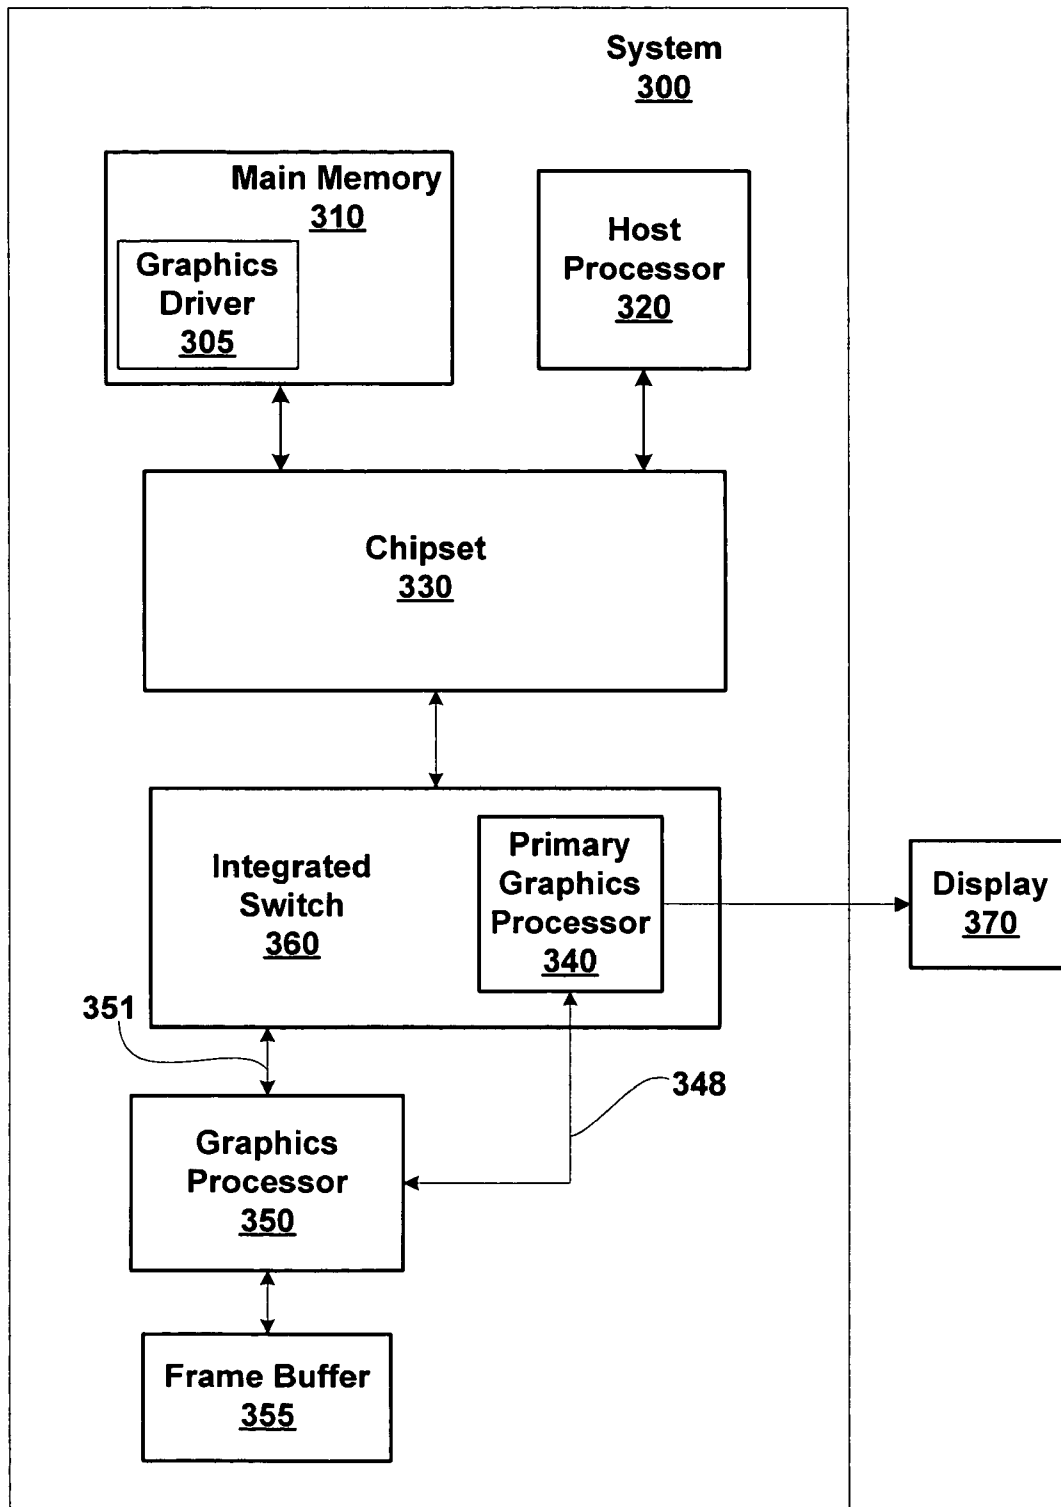 System
300
Main Memory
310
Graphics
Driver
305
Host
Processor
320
Chipset
330
Integrated
Switch
360
Primary
Graphics
Processor
340
Display
370
351
348
Graphics
Processor
350
Frame Buffer
355